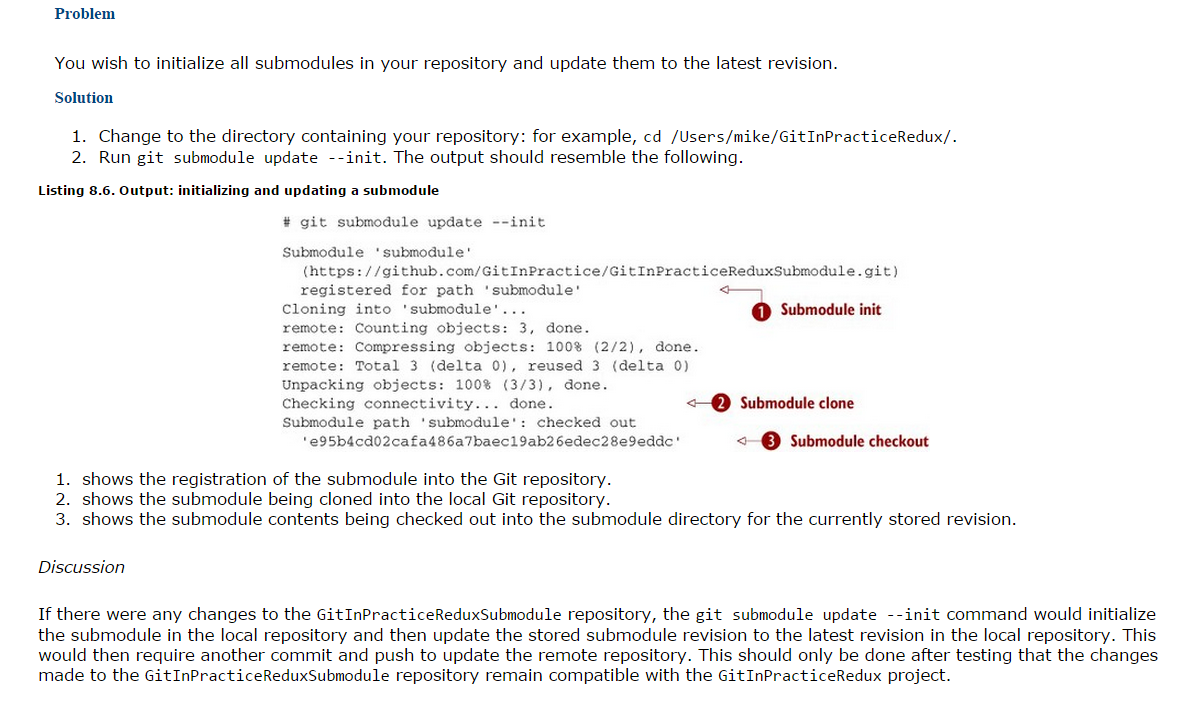 Problem
You wish to initialize all submodules in your repository and update them to the latest revision.
Solution
1. Change to the directory containing your repository: for example, cd /Users/mike/GitInPracticeRedux/.
2. Run git submodule update --init. The output should resemble the following.
Listing 8.6. Output: initializing and updating a submodule
# git submodule update --init
Submodule 'submodule'
(https://github.com/GitInPractice/GitInPracticeReduxSubmodule.git)
registered for path 'submodule'
Cloning into 'submodule'...
1 Submodule init
remote: Counting objects: 3, done.
remote: Compressing objects: 100% (2/2), done.
remote: Total 3 (delta 0), reused 3 (delta 0)
Unpacking objects: 100% (3/3), done.
Checking connectivity... done.
2 Submodule clone
Submodule path 'submodule': checked out
'e95b4cd02cafa486a7baec19ab26edec28e9eddc'
3 Submodule checkout
1. shows the registration of the submodule into the Git repository.
2. shows the submodule being cloned into the local Git repository.
3. shows the submodule contents being checked out into the submodule directory for the currently stored revision.
Discussion
If there were any changes to the GitInPracticeReduxSubmodule repository, the git submodule update --init command would initialize
the submodule in the local repository and then update the stored submodule revision to the latest revision in the local repository. This
would then require another commit and push to update the remote repository. This should only be done after testing that the changes
made to the GitInPracticeReduxSubmodule repository remain compatible with the GitInPracticeRedux project.